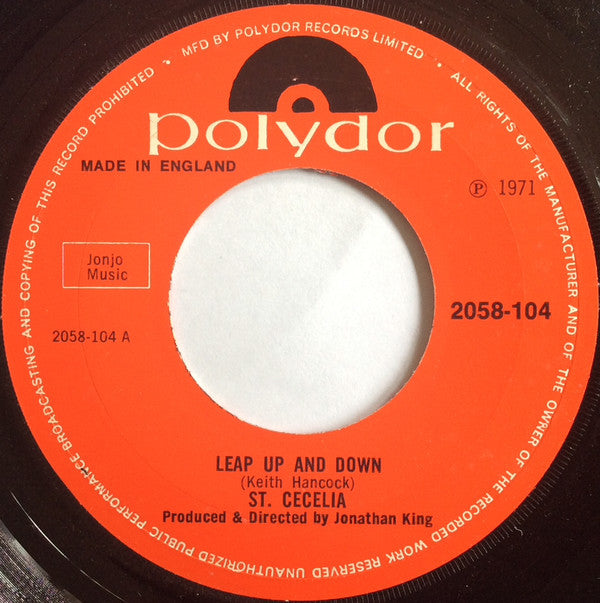 MFD BY POLYDOR RECORDS LIMITED • ALL RIGHTS OF THE MANUFACTURER AND OF THE OWNER OF THE RECORDED WORK RESERVED UNAUTHORIZED PUBLIC PERFORMANCE BROADCASTING AND COPYING OF THIS RECORD PROHIBITED •
polydor
MADE IN ENGLAND
℗ 1971
Jonjo
Music
2058-104
2058-104 A
LEAP UP AND DOWN
(Keith Hancock)
ST. CECELIA
Produced & Directed by Jonathan King